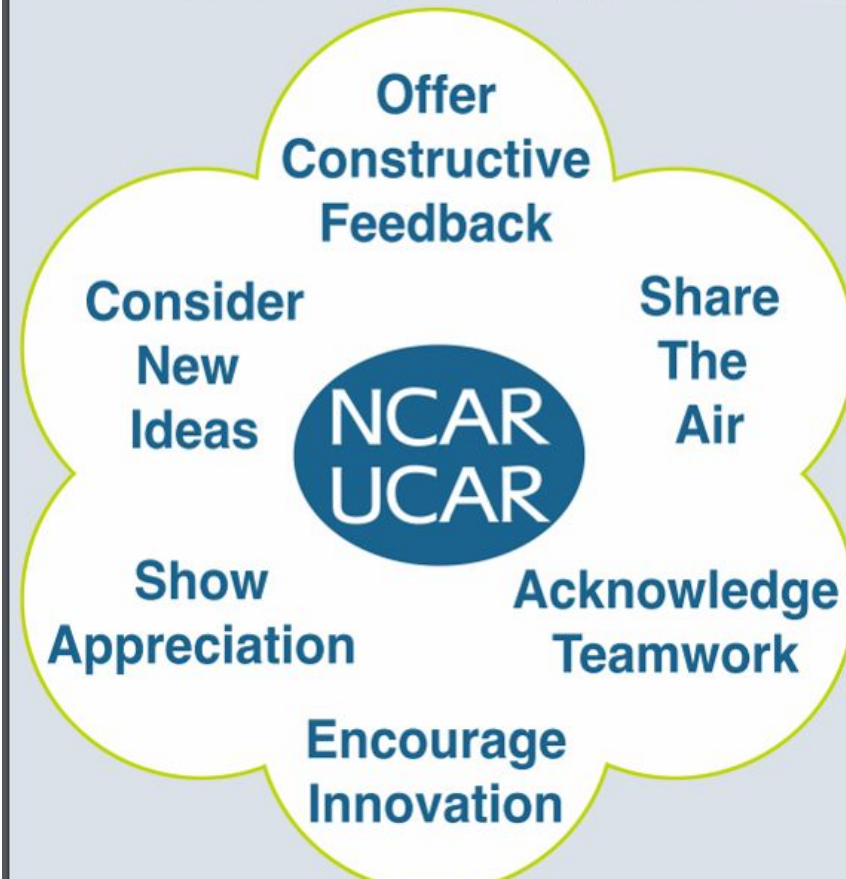 Offer
Constructive
Feedback
Share
The
Air
Acknowledge
Teamwork
Encourage
Innovation
Show
Appreciation
Consider
New
Ideas
NCAR
UCAR